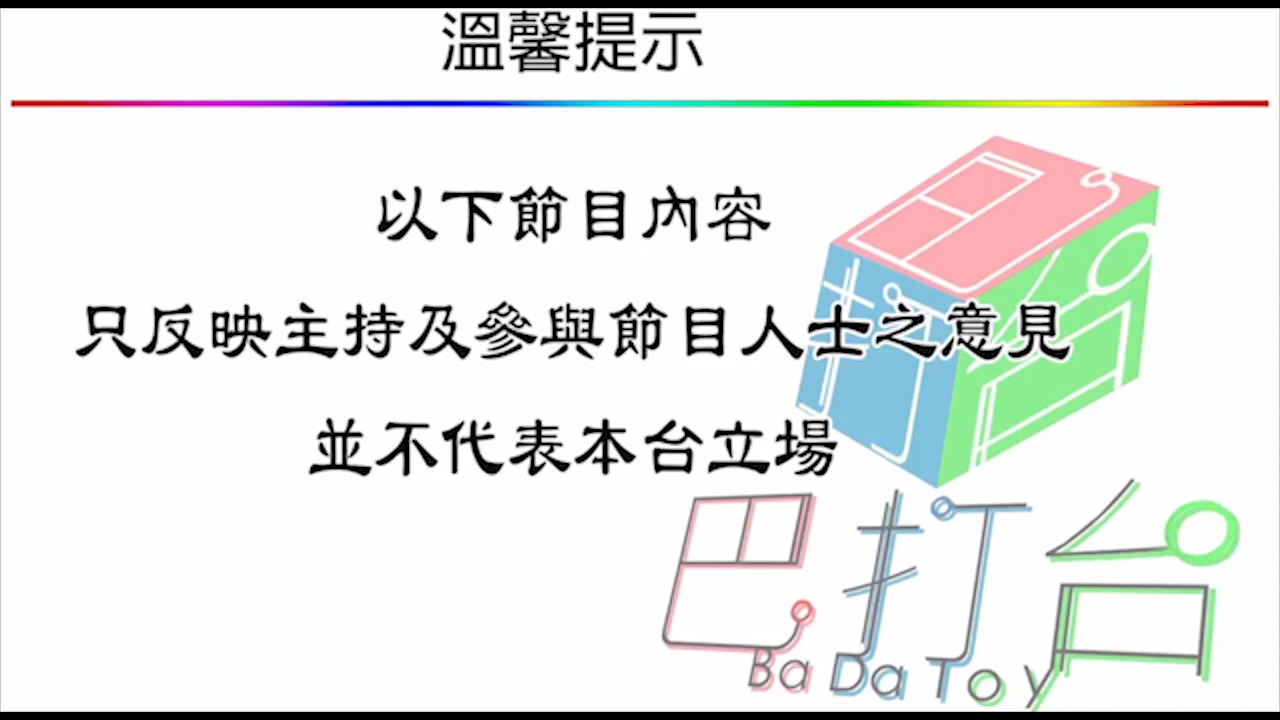 溫馨提示
以下節目內容
只反映主持及參與節目人士之意見
並不代表本台立場
巴打台
Ba Da Toy